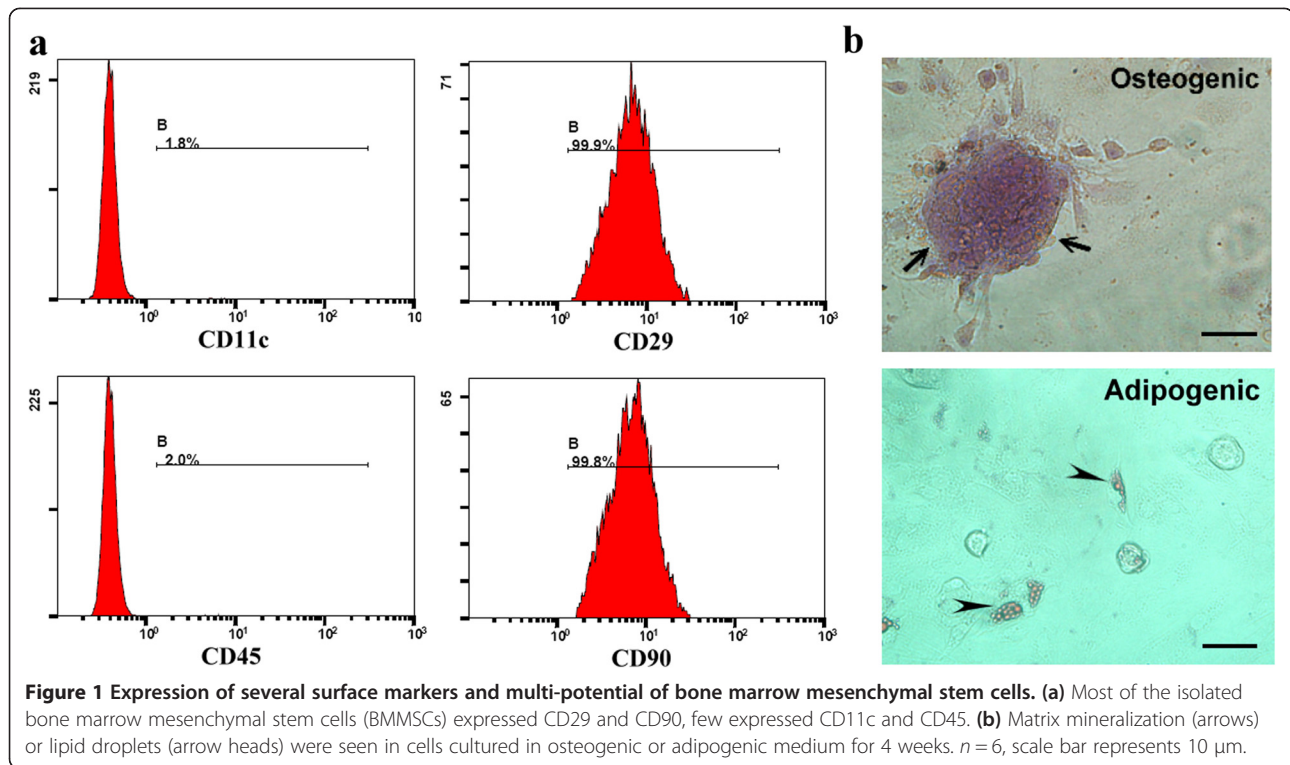 a
219
B
1.8%
10⁰ 10¹ 10² 10
CD11c
71
B
99.9%
10⁰ 10¹ 10² 10³
CD29
225
B
2.0%
10⁰ 10¹ 10² 10³
CD45
65
B
99.8%
10⁰ 10¹ 10² 10³
CD90
b
Osteogenic
Adipogenic
Figure 1 Expression of several surface markers and multi-potential of bone marrow mesenchymal stem cells. (a) Most of the isolated
bone marrow mesenchymal stem cells (BMMSCs) expressed CD29 and CD90, few expressed CD11c and CD45. (b) Matrix mineralization (arrows)
or lipid droplets (arrow heads) were seen in cells cultured in osteogenic or adipogenic medium for 4 weeks. n = 6, scale bar represents 10 μm.